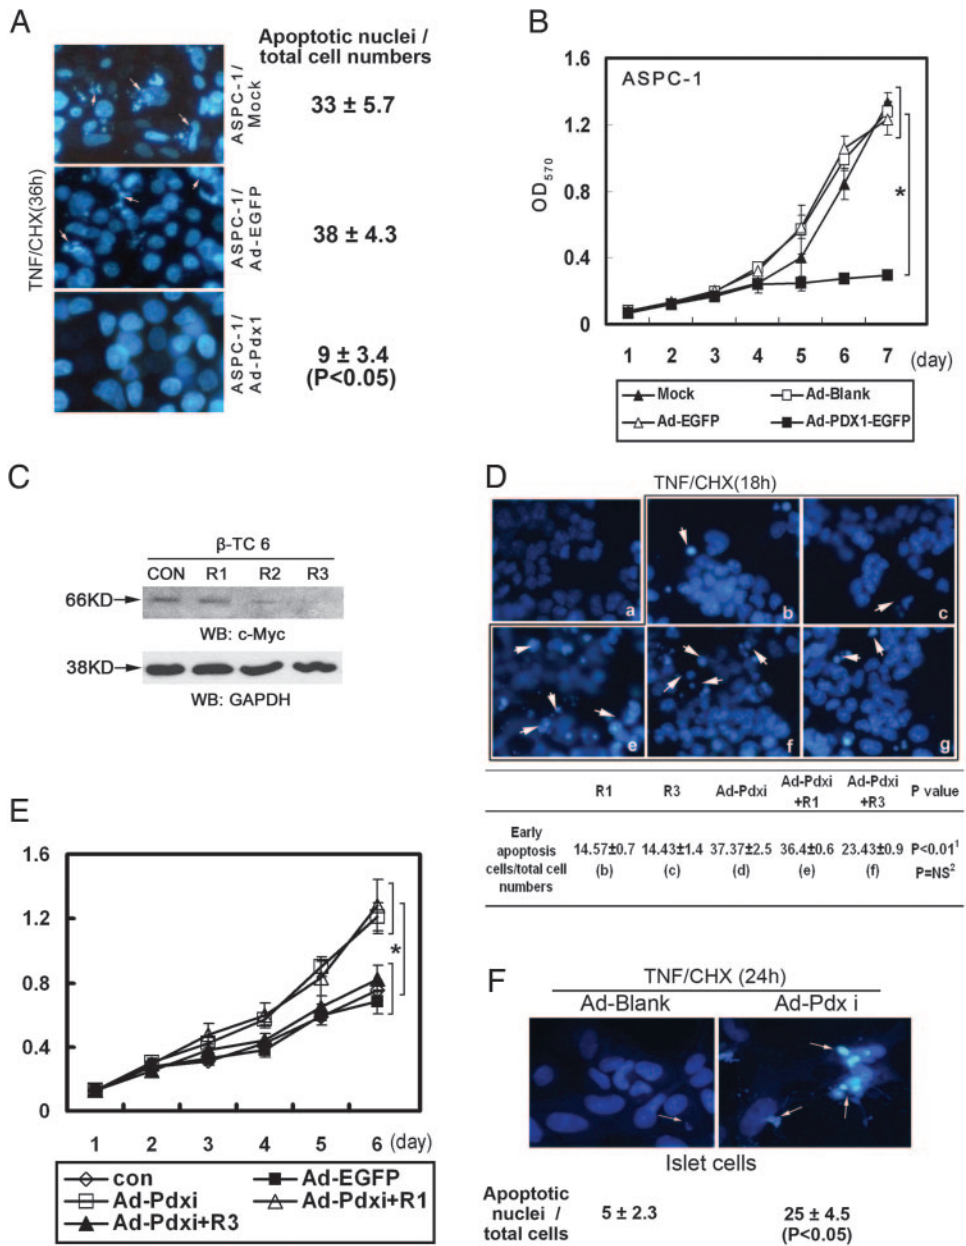 A
Apoptotic nuclei /
total cell numbers
TNF/CHX(36h)
ASPC-1/
Mock
33 ± 5.7
ASPC-1/
Ad-EGFP
38 ± 4.3
ASPC-1/
Ad-Pdx1
9 ± 3.4
(P<0.05)
B
ASPC-1
OD570
1.6
1.2
0.8
0.4
0
*
1 2 3 4 5 6 7 (day)
Mock Ad-Blank
Ad-EGFP Ad-PDX1-EGFP
C
β-TC 6
CON R1 R2 R3
66KD
WB: c-Myc
38KD
WB: GAPDH
D
TNF/CHX(18h)
a b c
e f g
R1 R3 Ad-Pdxi Ad-Pdxi +R1 Ad-Pdxi +R3 P value
Early apoptosis cells/total cell numbers
14.57±0.7 14.43±1.4 37.37±2.5 36.4±0.6 23.43±0.9 P<0.01¹
(b) (c) (d) (e) (f) P=NS²
E
1.6
1.2
0.8
0.4
0
*
1 2 3 4 5 6 (day)
con Ad-EGFP
Ad-Pdxi Ad-Pdxi+R1
Ad-Pdxi+R3
F
TNF/CHX (24h)
Ad-Blank Ad-Pdx i
Islet cells
Apoptotic
nuclei /
total cells
5 ± 2.3 25 ± 4.5
(P<0.05)